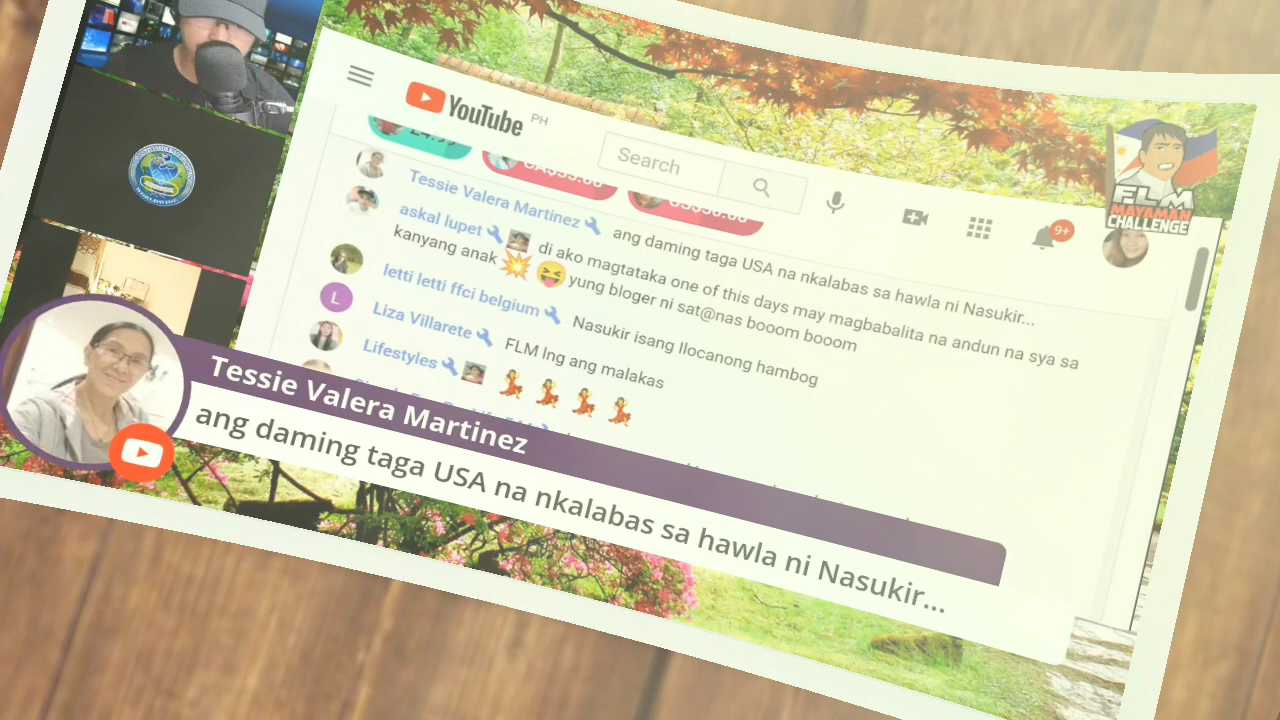 YouTube PH
Search
9+
FLM
MAYAMAN
CHALLENGE
Tessie Valera Martinez ang daming taga USA na nkalabas sa hawla ni Nasukir...
askal lupet di ako magtataka one of this days may magbabalita na andun na sya sa
kanyang anak yung bloger ni sat@nas booom booom
letti letti ffci belgium Nasukir isang Ilocanong hambog
L
Liza Villarete FLM lng ang malakas
Lifestyles
Tessie Valera Martinez
ang daming taga USA na nkalabas sa hawla ni Nasukir...